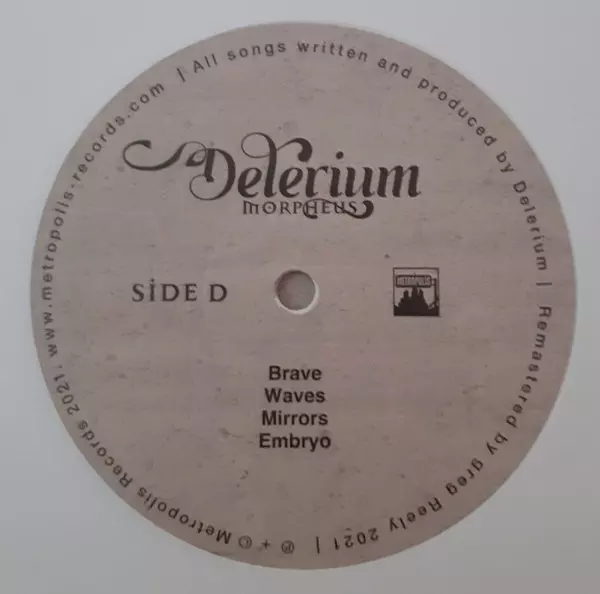 Delerium
MORPHEUS
SİDE D
METROPOLIS
Brave
Waves
Mirrors
Embryo
| All songs written and produced by Delerium | Remastered by greg Reely 2021 | ℗ + © Metropolis Records 2021. www.metropolis-records.com